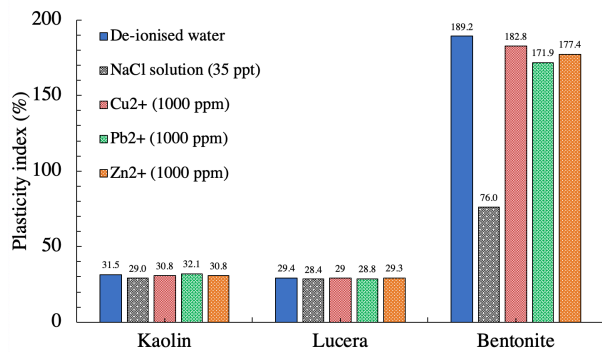 Plasticity index (%)
200
150
100
50
0
De-ionised water
NaCl solution (35 ppt)
Cu2+ (1000 ppm)
Pb2+ (1000 ppm)
Zn2+ (1000 ppm)
31.5 29.0 30.8 32.1 30.8
29.4 28.4 29 28.8 29.3
189.2 76.0 182.8 171.9 177.4
Kaolin Lucera Bentonite